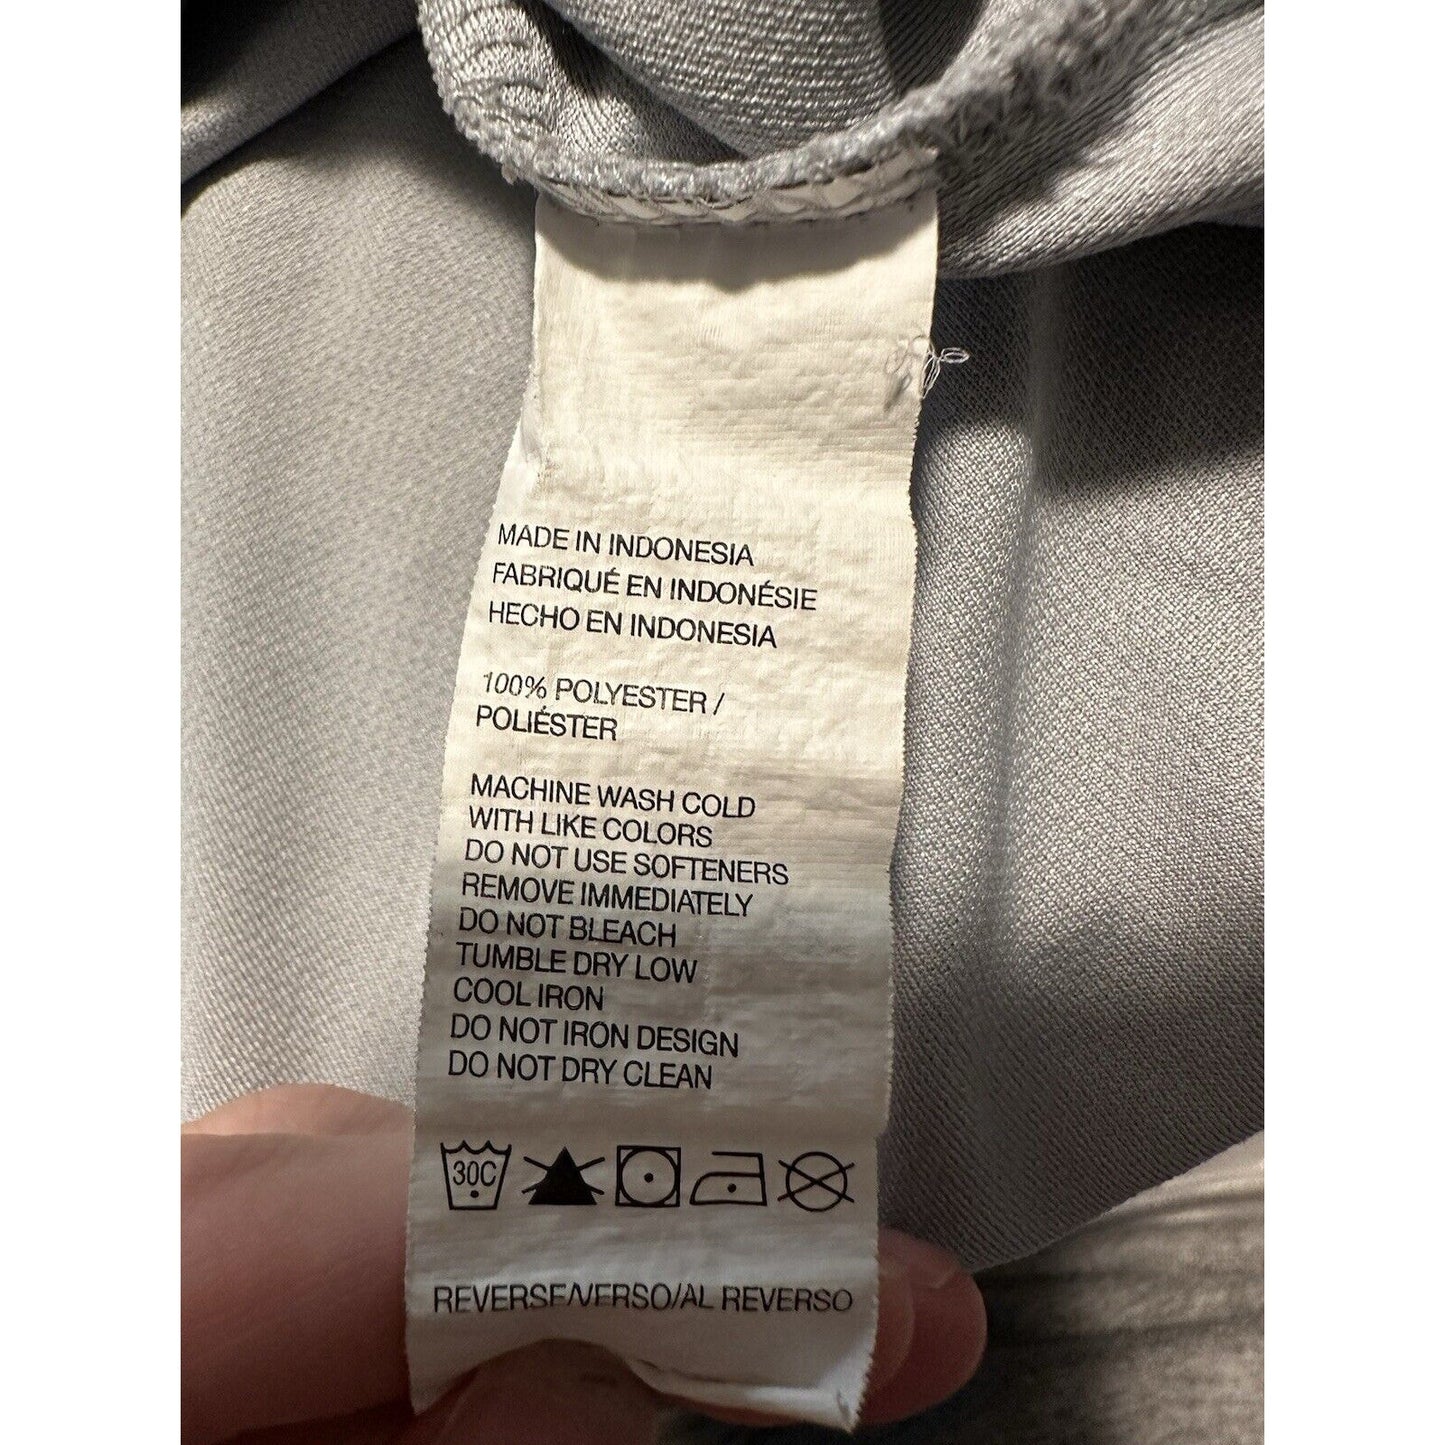 MADE IN INDONESIA
FABRIQUÉ EN INDONÉSIE
HECHO EN INDONESIA
100% POLYESTER /
POLIÉSTER
MACHINE WASH COLD
WITH LIKE COLORS
DO NOT USE SOFTENERS
REMOVE IMMEDIATELY
DO NOT BLEACH
TUMBLE DRY LOW
COOL IRON
DO NOT IRON DESIGN
DO NOT DRY CLEAN
30C
REVERSE/VERSO/AL REVERSO